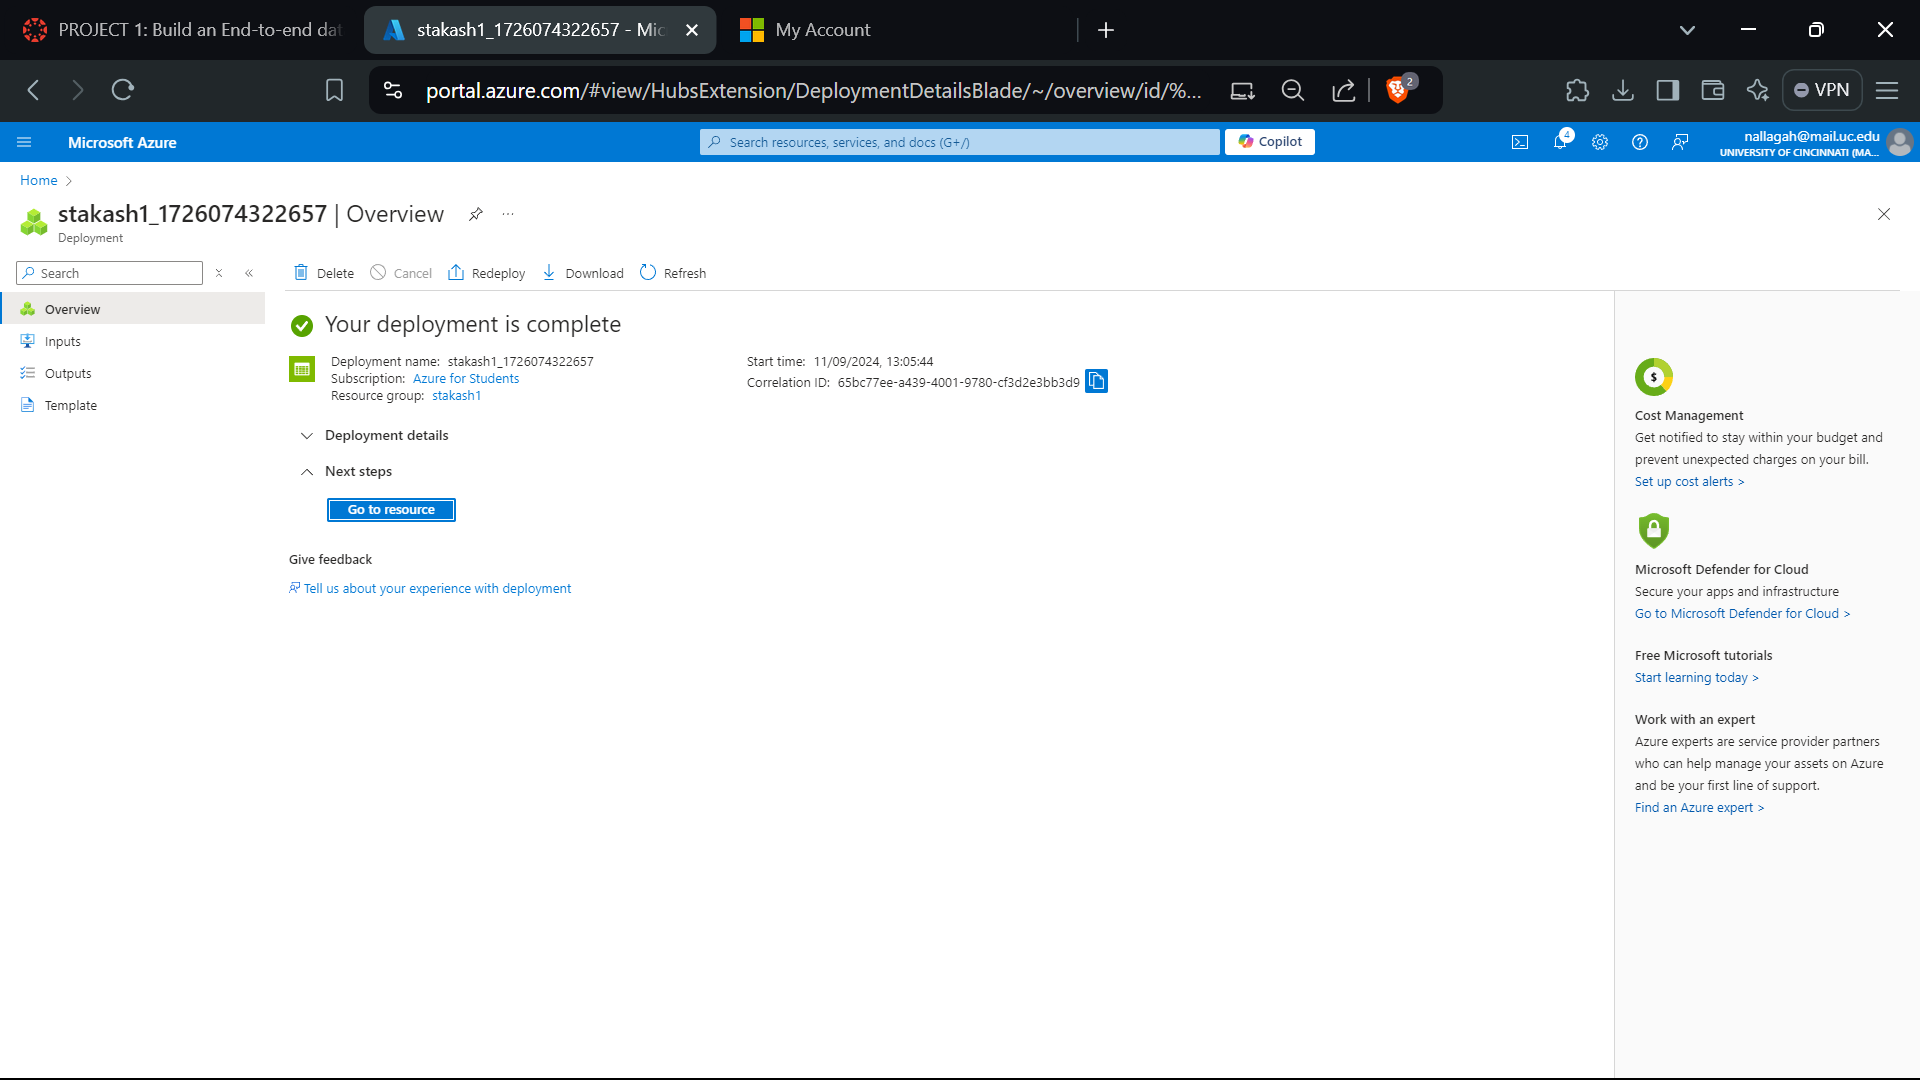 PROJECT 1: Build an End-to-end dat
stakash1_1726074322657 - Mic
My Account
portal.azure.com/#view/HubsExtension/DeploymentDetailsBlade/~/overview/id/%...
2
VPN
Microsoft Azure
Search resources, services, and docs (G+/)
Copilot
4
nallagah@mail.uc.edu
UNIVERSITY OF CINCINNATI (MA...
Home
stakash1_1726074322657 | Overview
Deployment
Search
Delete
Cancel
Redeploy
Download
Refresh
Overview
Inputs
Outputs
Template
Your deployment is complete
Deployment name: stakash1_1726074322657
Subscription: Azure for Students
Resource group: stakash1
Start time: 11/09/2024, 13:05:44
Correlation ID: 65bc77ee-a439-4001-9780-cf3d2e3bb3d9
Deployment details
Next steps
Go to resource
Give feedback
Tell us about your experience with deployment
Cost Management
Get notified to stay within your budget and
prevent unexpected charges on your bill.
Set up cost alerts >
Microsoft Defender for Cloud
Secure your apps and infrastructure
Go to Microsoft Defender for Cloud >
Free Microsoft tutorials
Start learning today >
Work with an expert
Azure experts are service provider partners
who can help manage your assets on Azure
and be your first line of support.
Find an Azure expert >